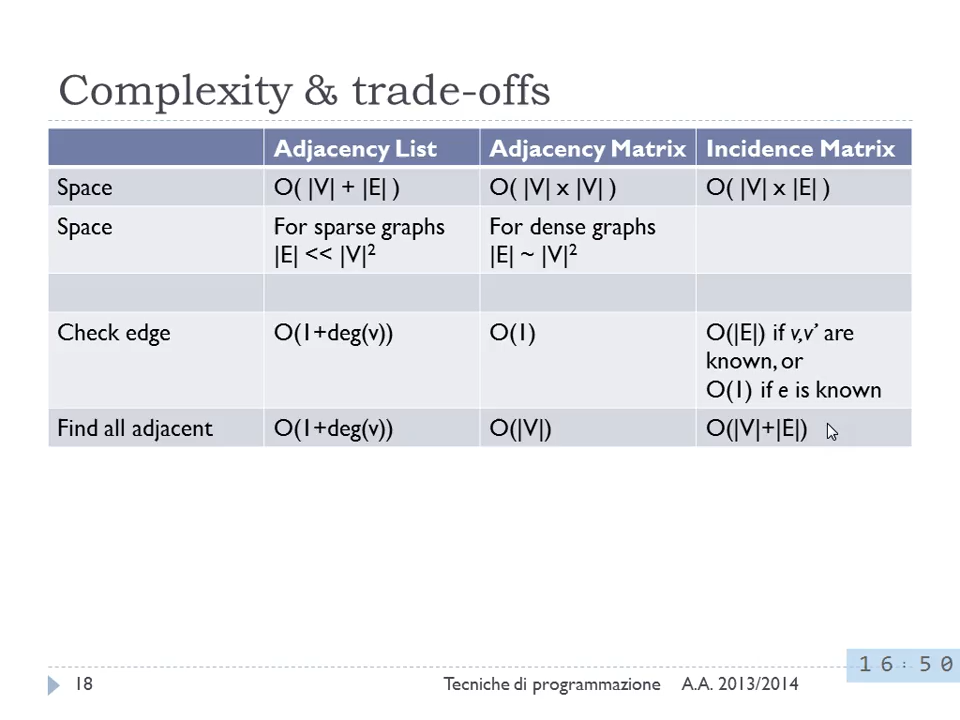 Complexity & trade-offs
Adjacency List Adjacency Matrix Incidence Matrix
Space O( |V| + |E| ) O( |V| x |V| ) O( |V| x |E| )
Space For sparse graphs For dense graphs
|E| << |V|² |E| ~ |V|²
Check edge O(1+deg(v)) O(1) O(|E|) if v,v’ are
known, or
O(1) if e is known
Find all adjacent O(1+deg(v)) O(|V|) O(|V|+|E|)
18 Tecniche di programmazione A.A. 2013/2014
16:50